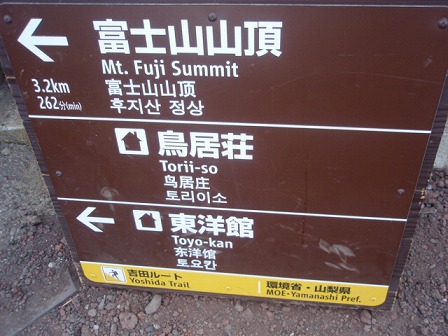 富士山山頂
Mt. Fuji Summit
3.2km
262分(min)
富士山山顶
후지산 정상
鳥居荘
Torii-so
鸟居庄
토리이소
東洋館
Toyo-kan
东洋馆
토요칸
吉田ルート
Yoshida Trail
環境省・山梨県
MOE・Yamanashi Pref.